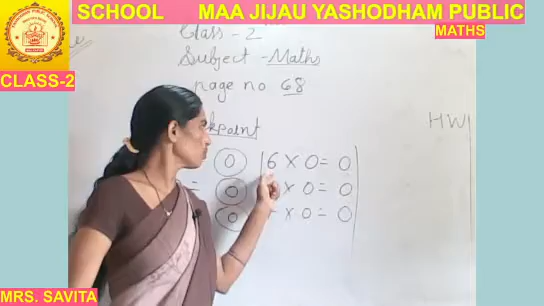 SCHOOL MAA JIJAU YASHODHAM PUBLIC
MATHS
CLASS-2
Class - 2
Subject - Maths
page no 68
HW
0 6 X 0 = 0
= 0 X 0 = 0
0 X 0 = 0
MRS. SAVITA